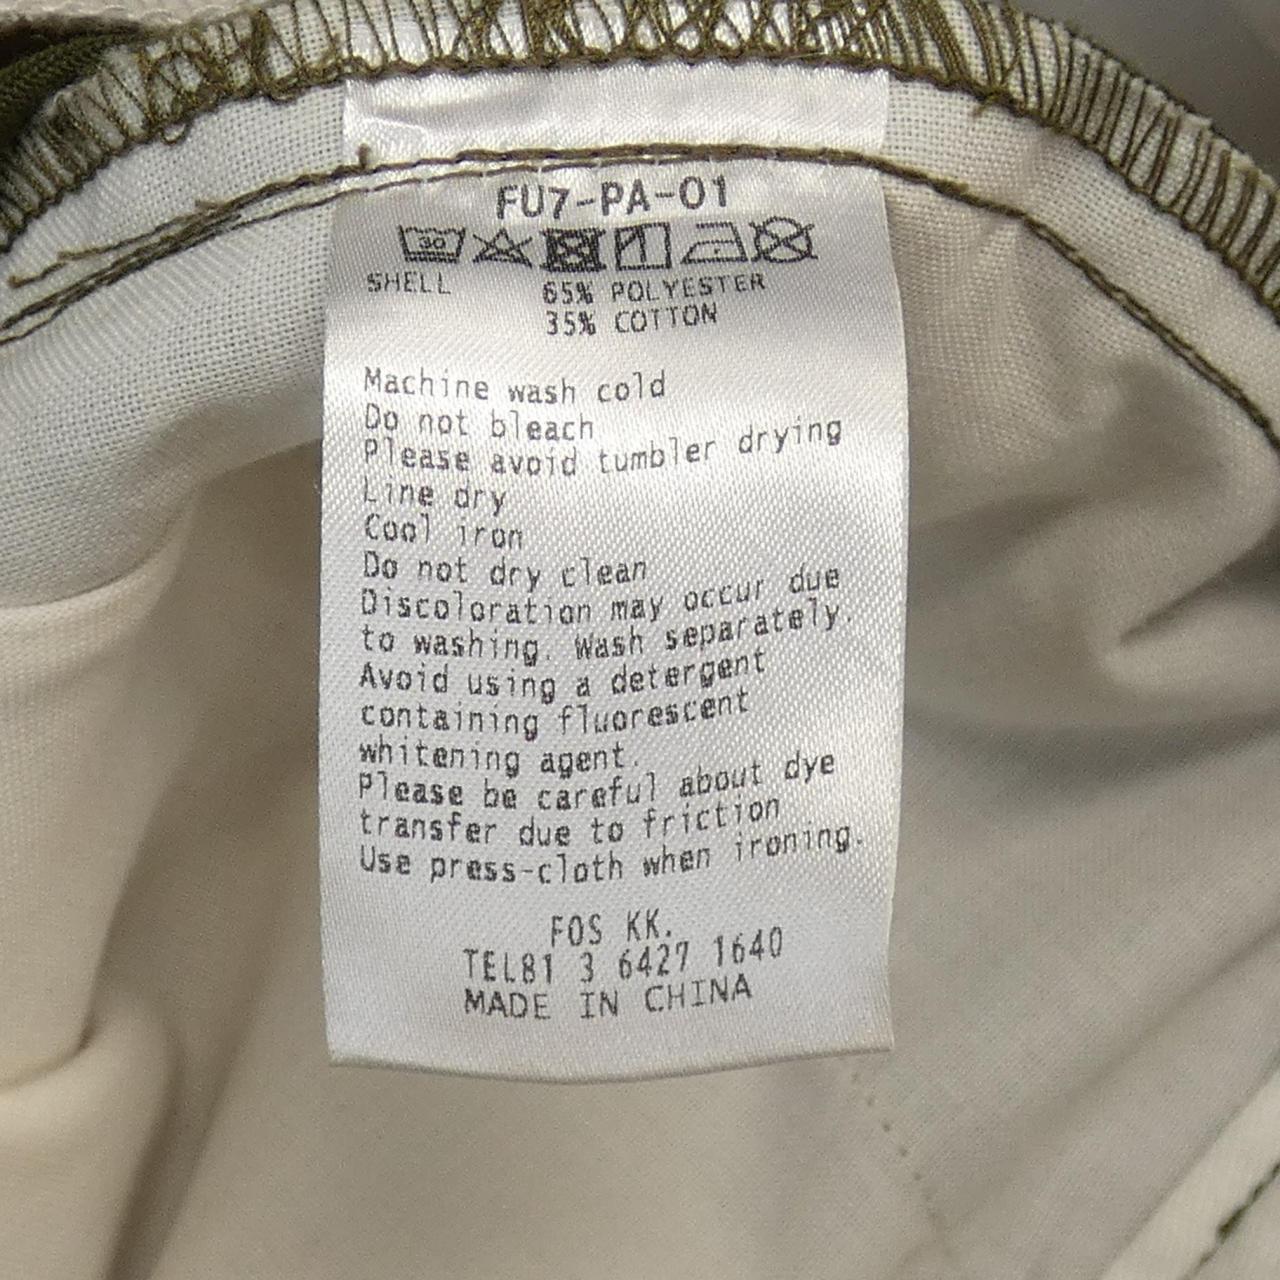 FU7-PA-01
30
SHELL 65% POLYESTER
35% COTTON
Machine wash cold
Do not bleach
Please avoid tumbler drying
Line dry
Cool iron
Do not dry clean
Discoloration may occur due
to washing. Wash separately.
Avoid using a detergent
containing fluorescent
whitening agent.
Please be careful about dye
transfer due to friction
Use press-cloth when ironing.
FOS KK.
TEL81 3 6427 1640
MADE IN CHINA